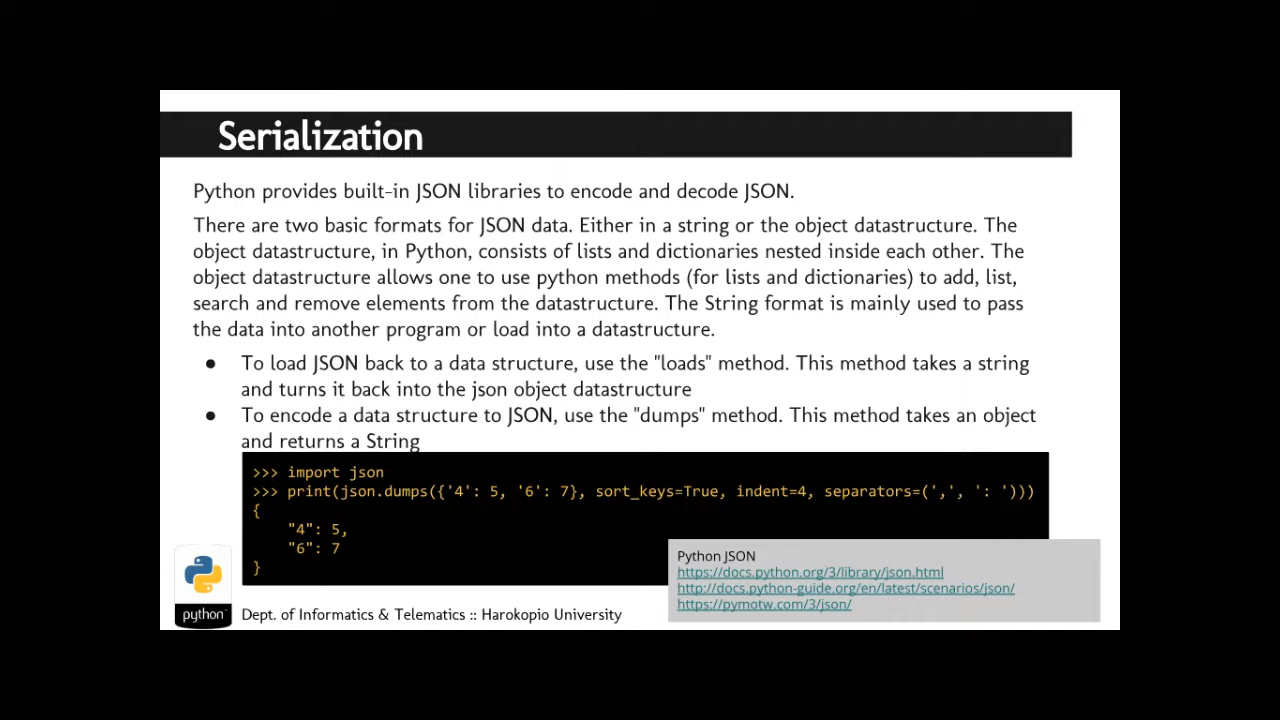 Serialization
Python provides built-in JSON libraries to encode and decode JSON.
There are two basic formats for JSON data. Either in a string or the object datastructure. The
object datastructure, in Python, consists of lists and dictionaries nested inside each other. The
object datastructure allows one to use python methods (for lists and dictionaries) to add, list,
search and remove elements from the datastructure. The String format is mainly used to pass
the data into another program or load into a datastructure.
● To load JSON back to a data structure, use the "loads" method. This method takes a string
and turns it back into the json object datastructure
● To encode a data structure to JSON, use the "dumps" method. This method takes an object
and returns a String
>>> import json
>>> print(json.dumps({'4': 5, '6': 7}, sort_keys=True, indent=4, separators=(',', ': ')))
{
    "4": 5,
    "6": 7
}
Python JSON
https://docs.python.org/3/library/json.html
http://docs.python-guide.org/en/latest/scenarios/json/
https://pymotw.com/3/json/
python
Dept. of Informatics & Telematics :: Harokopio University